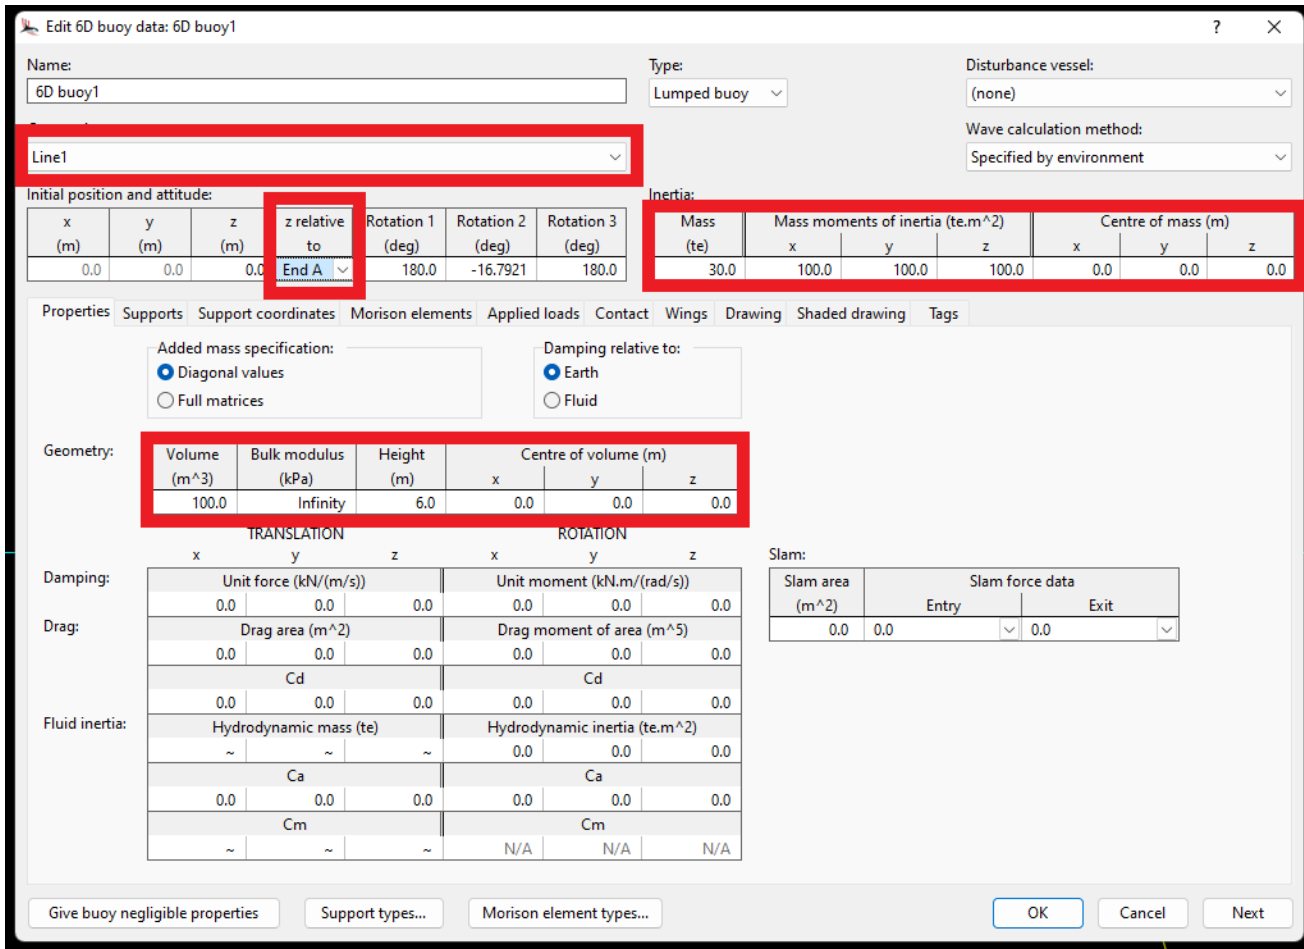 Edit 6D buoy data: 6D buoy1 ?
Name: Type: Disturbance vessel:
6D buoy1 Lumped buoy (none)
Wave calculation method:
Line1 Specified by environment
Initial position and attitude: Inertia:
x y z z relative Rotation 1 Rotation 2 Rotation 3 Mass Mass moments of inertia (te.m^2) Centre of mass (m)
(m) (m) (m) to (deg) (deg) (deg) (te) x y z x y z
0.0 0.0 0.0 End A 180.0 -16.7921 180.0 30.0 100.0 100.0 100.0 0.0 0.0 0.0
Properties Supports Support coordinates Morison elements Applied loads Contact Wings Drawing Shaded drawing Tags
Added mass specification: Damping relative to:
Diagonal values Earth
Full matrices Fluid
Geometry: Volume Bulk modulus Height Centre of volume (m)
(m^3) (kPa) (m) x y z
100.0 Infinity 6.0 0.0 0.0 0.0
TRANSLATION ROTATION
x y z x y z Slam:
Damping: Unit force (kN/(m/s)) Unit moment (kN.m/(rad/s)) Slam area Slam force data
0.0 0.0 0.0 0.0 0.0 0.0 (m^2) Entry Exit
Drag: Drag area (m^2) Drag moment of area (m^5) 0.0 0.0 0.0
0.0 0.0 0.0 0.0 0.0 0.0
Cd Cd
0.0 0.0 0.0 0.0 0.0 0.0
Fluid inertia: Hydrodynamic mass (te) Hydrodynamic inertia (te.m^2)
~ ~ ~ 0.0 0.0 0.0
Ca Ca
0.0 0.0 0.0 0.0 0.0 0.0
Cm Cm
~ ~ ~ N/A N/A N/A
Give buoy negligible properties Support types... Morison element types... OK Cancel Next